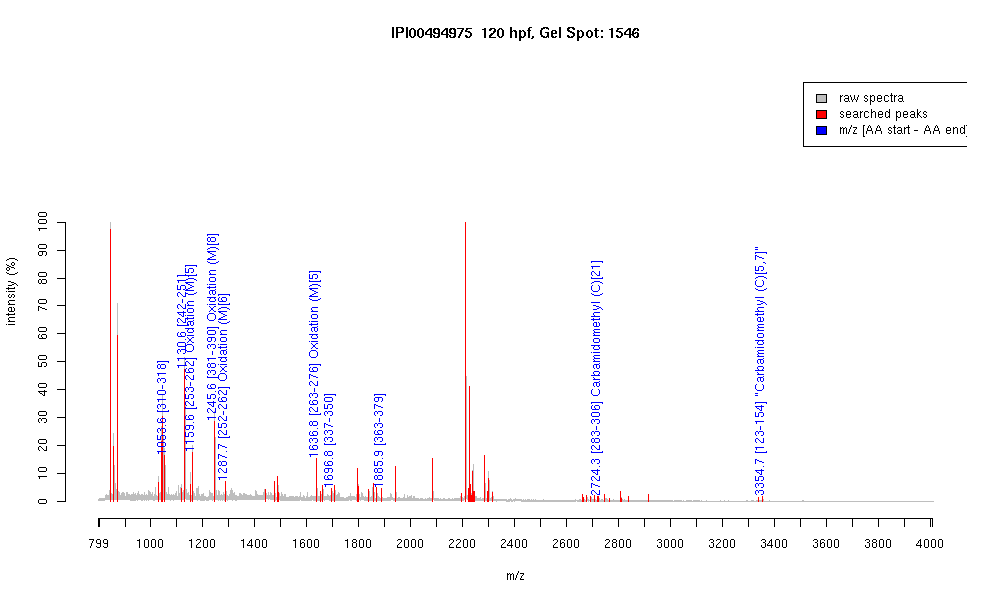 IPI00494975  120 hpf, Gel Spot: 1546
raw spectra
searched peaks
m/z [AA start - AA end]
intensity (%)
100
90
80
70
60
50
40
30
20
10
0
1053.6 [310-318]
1130.6 [242-251]
1159.6 [253-262] Oxidation (M)[5]
1245.6 [381-390] Oxidation (M)[8]
1287.7 [252-262] Oxidation (M)[6]
1636.8 [263-276] Oxidation (M)[5]
1696.8 [337-350]
1885.9 [363-379]
2724.3 [283-306] Carbamidomethyl (C)[21]
3354.7 [123-154] "Carbamidomethyl (C)[5,7]"
799 1000 1200 1400 1600 1800 2000 2200 2400 2600 2800 3000 3200 3400 3600 3800 4000
m/z